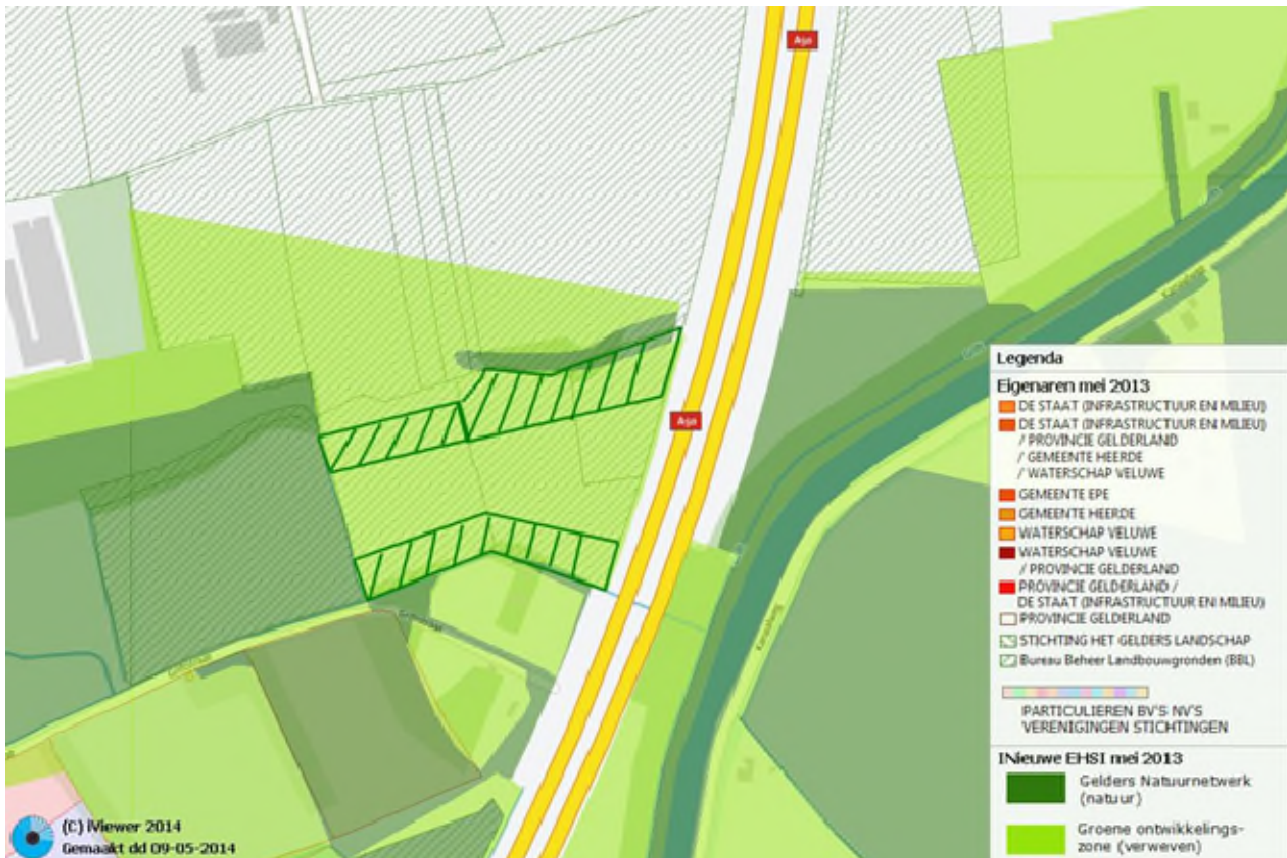 A50
A50
Legenda
Eigenaren mei 2013
DE STAAT (INFRASTRUCTUUR EN MILIEU)
DE STAAT (INFRASTRUCTUUR EN MILIEU)
/ PROVINCIE GELDERLAND
/ GEMEENTE HEERDE
/ WATERSCHAP VELUWE
GEMEENTE EPE
GEMEENTE HEERDE
WATERSCHAP VELUWE
WATERSCHAP VELUWE
/ PROVINCIE GELDERLAND
PROVINCIE GELDERLAND /
DE STAAT (INFRASTRUCTUUR EN MILIEU)
PROVINCIE GELDERLAND
STICHTING HET GELDERS LANDSCHAP
Bureau Beheer Landbouwgronden (BBL)
PARTICULIEREN BV'S NV'S
VERENIGINGEN STICHTINGEN
Nieuwe EHS mei 2013
Gelders Natuurnetwerk
(natuur)
Groene ontwikkelings-
zone (verweven)
(C) iViewer 2014
Gemaakt dd 09-05-2014